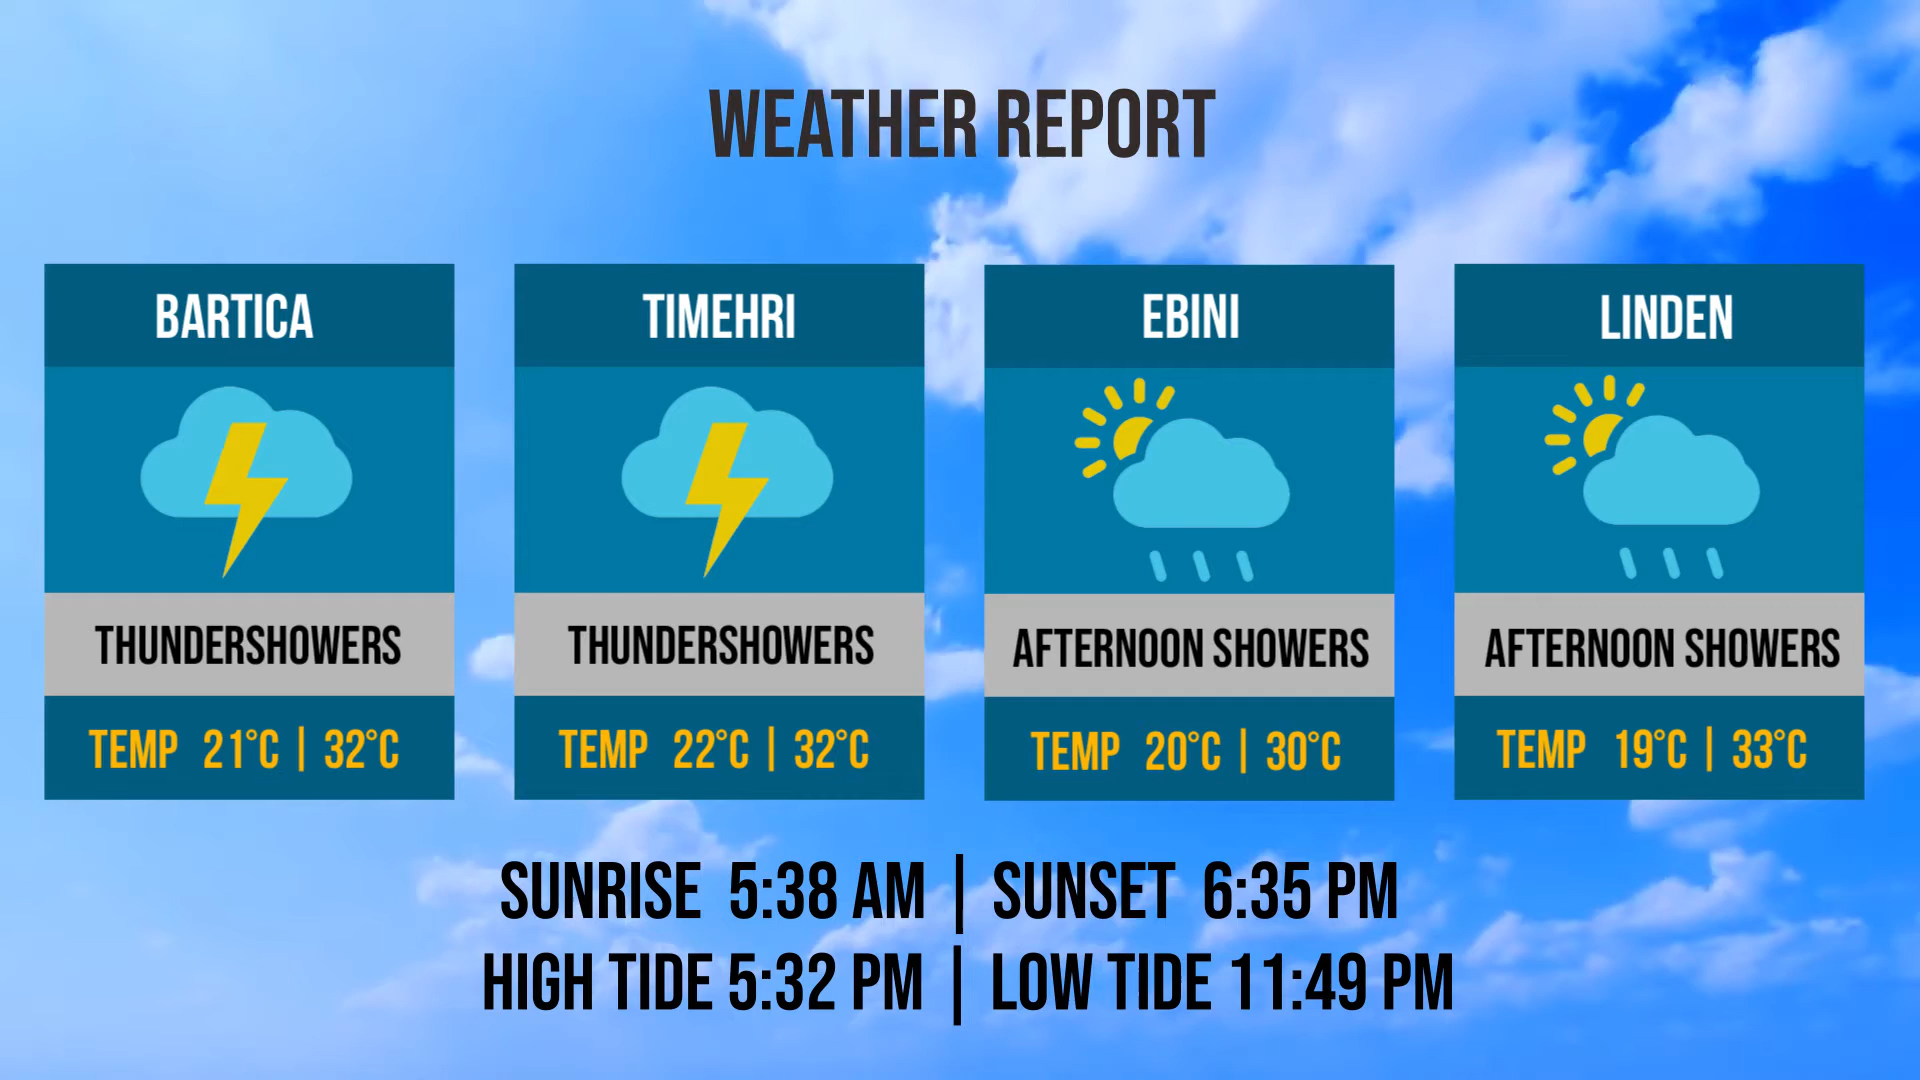 WEATHER REPORT
BARTICA
THUNDERSHOWERS
TEMP 21°C | 32°C
TIMEHRI
THUNDERSHOWERS
TEMP 22°C | 32°C
EBINI
AFTERNOON SHOWERS
TEMP 20°C | 30°C
LINDEN
AFTERNOON SHOWERS
TEMP 19°C | 33°C
SUNRISE 5:38 AM | SUNSET 6:35 PM
HIGH TIDE 5:32 PM | LOW TIDE 11:49 PM